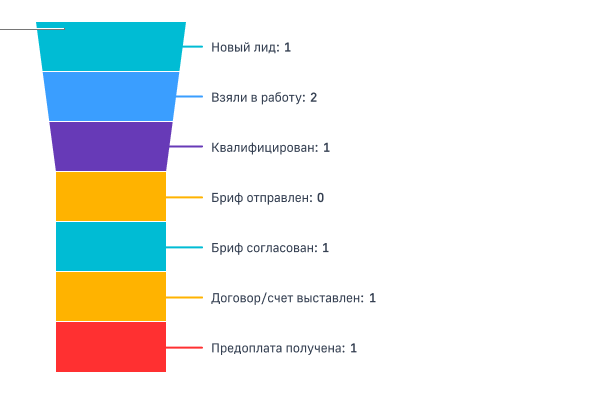 Новый лид: 1
Взяли в работу: 2
Квалифицирован: 1
Бриф отправлен: 0
Бриф согласован: 1
Договор/счет выставлен: 1
Предоплата получена: 1